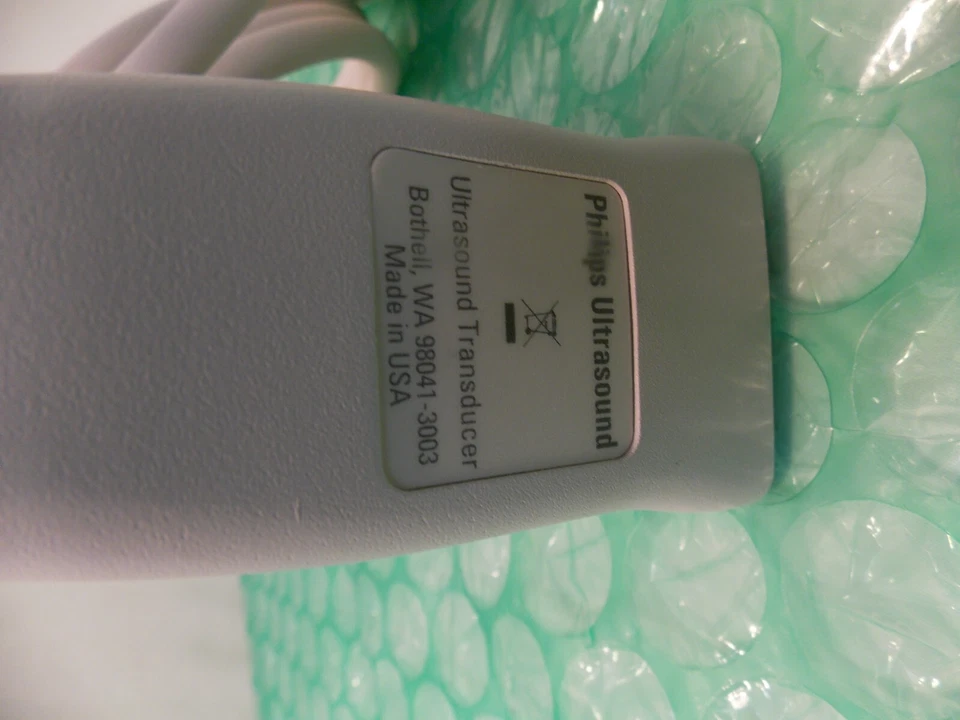 Philips Ultrasound
Ultrasound Transducer
Bothell, WA 98041-3003
Made in USA